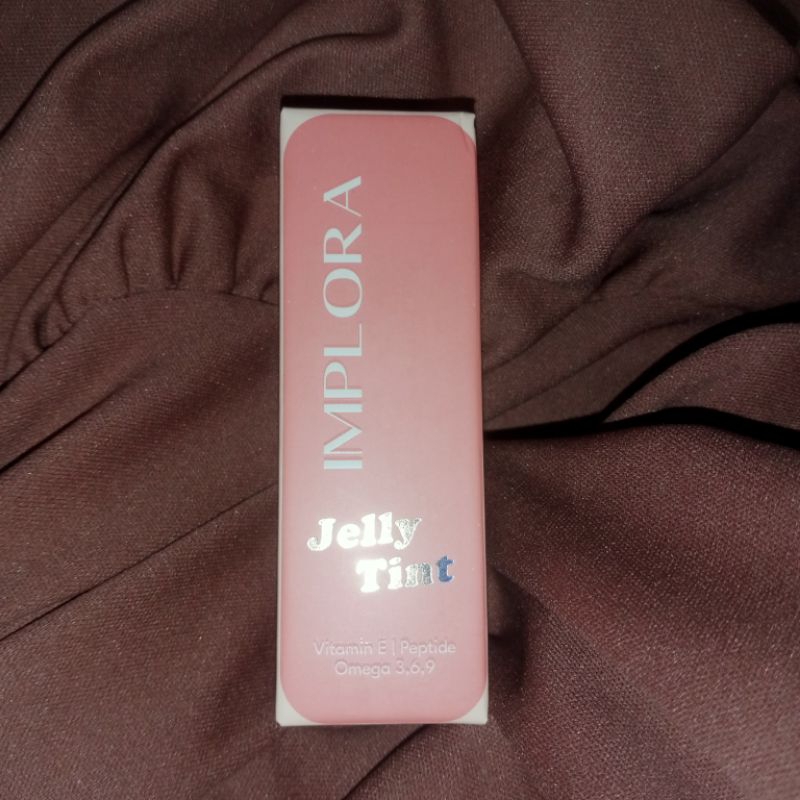 IMPLORA
Jelly
Tint
Vitamin E | Peptide
Omega 3,6,9